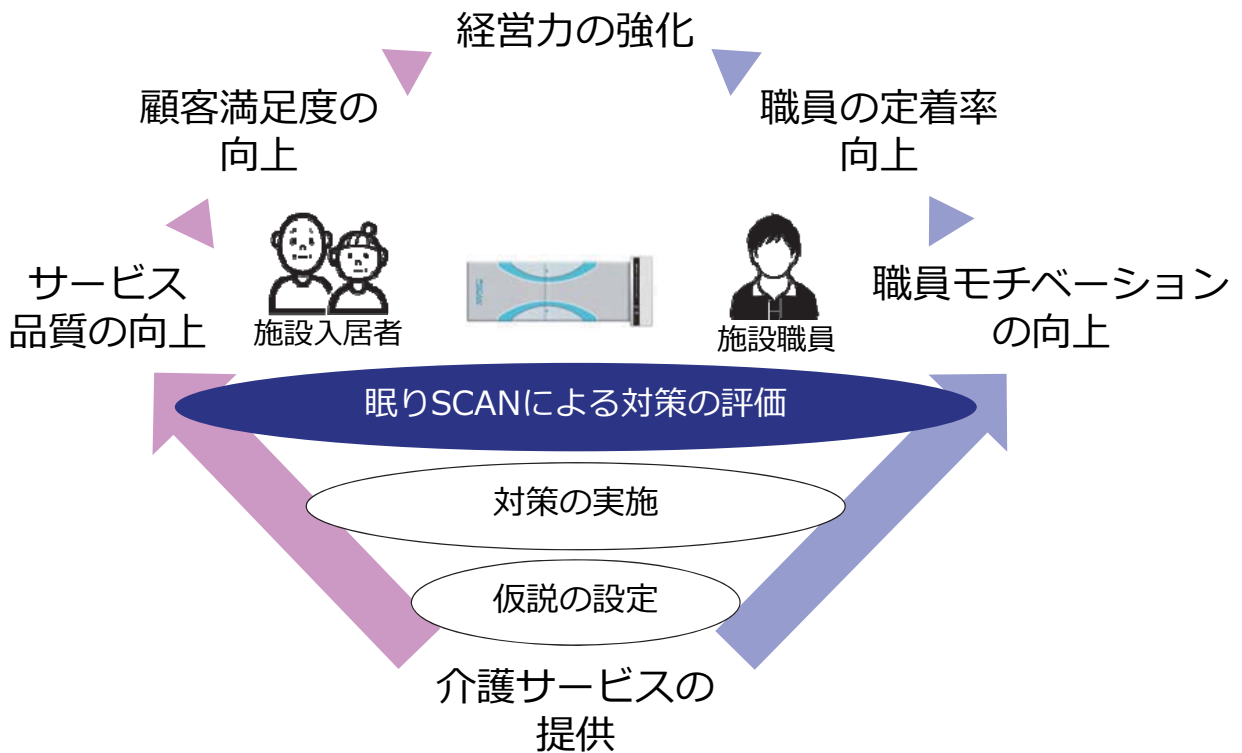 経営力の強化
顧客満足度の
向上
職員の定着率
向上
サービス
品質の向上
施設入居者
施設職員
職員モチベーション
の向上
眠りSCANによる対策の評価
対策の実施
仮説の設定
介護サービスの
提供